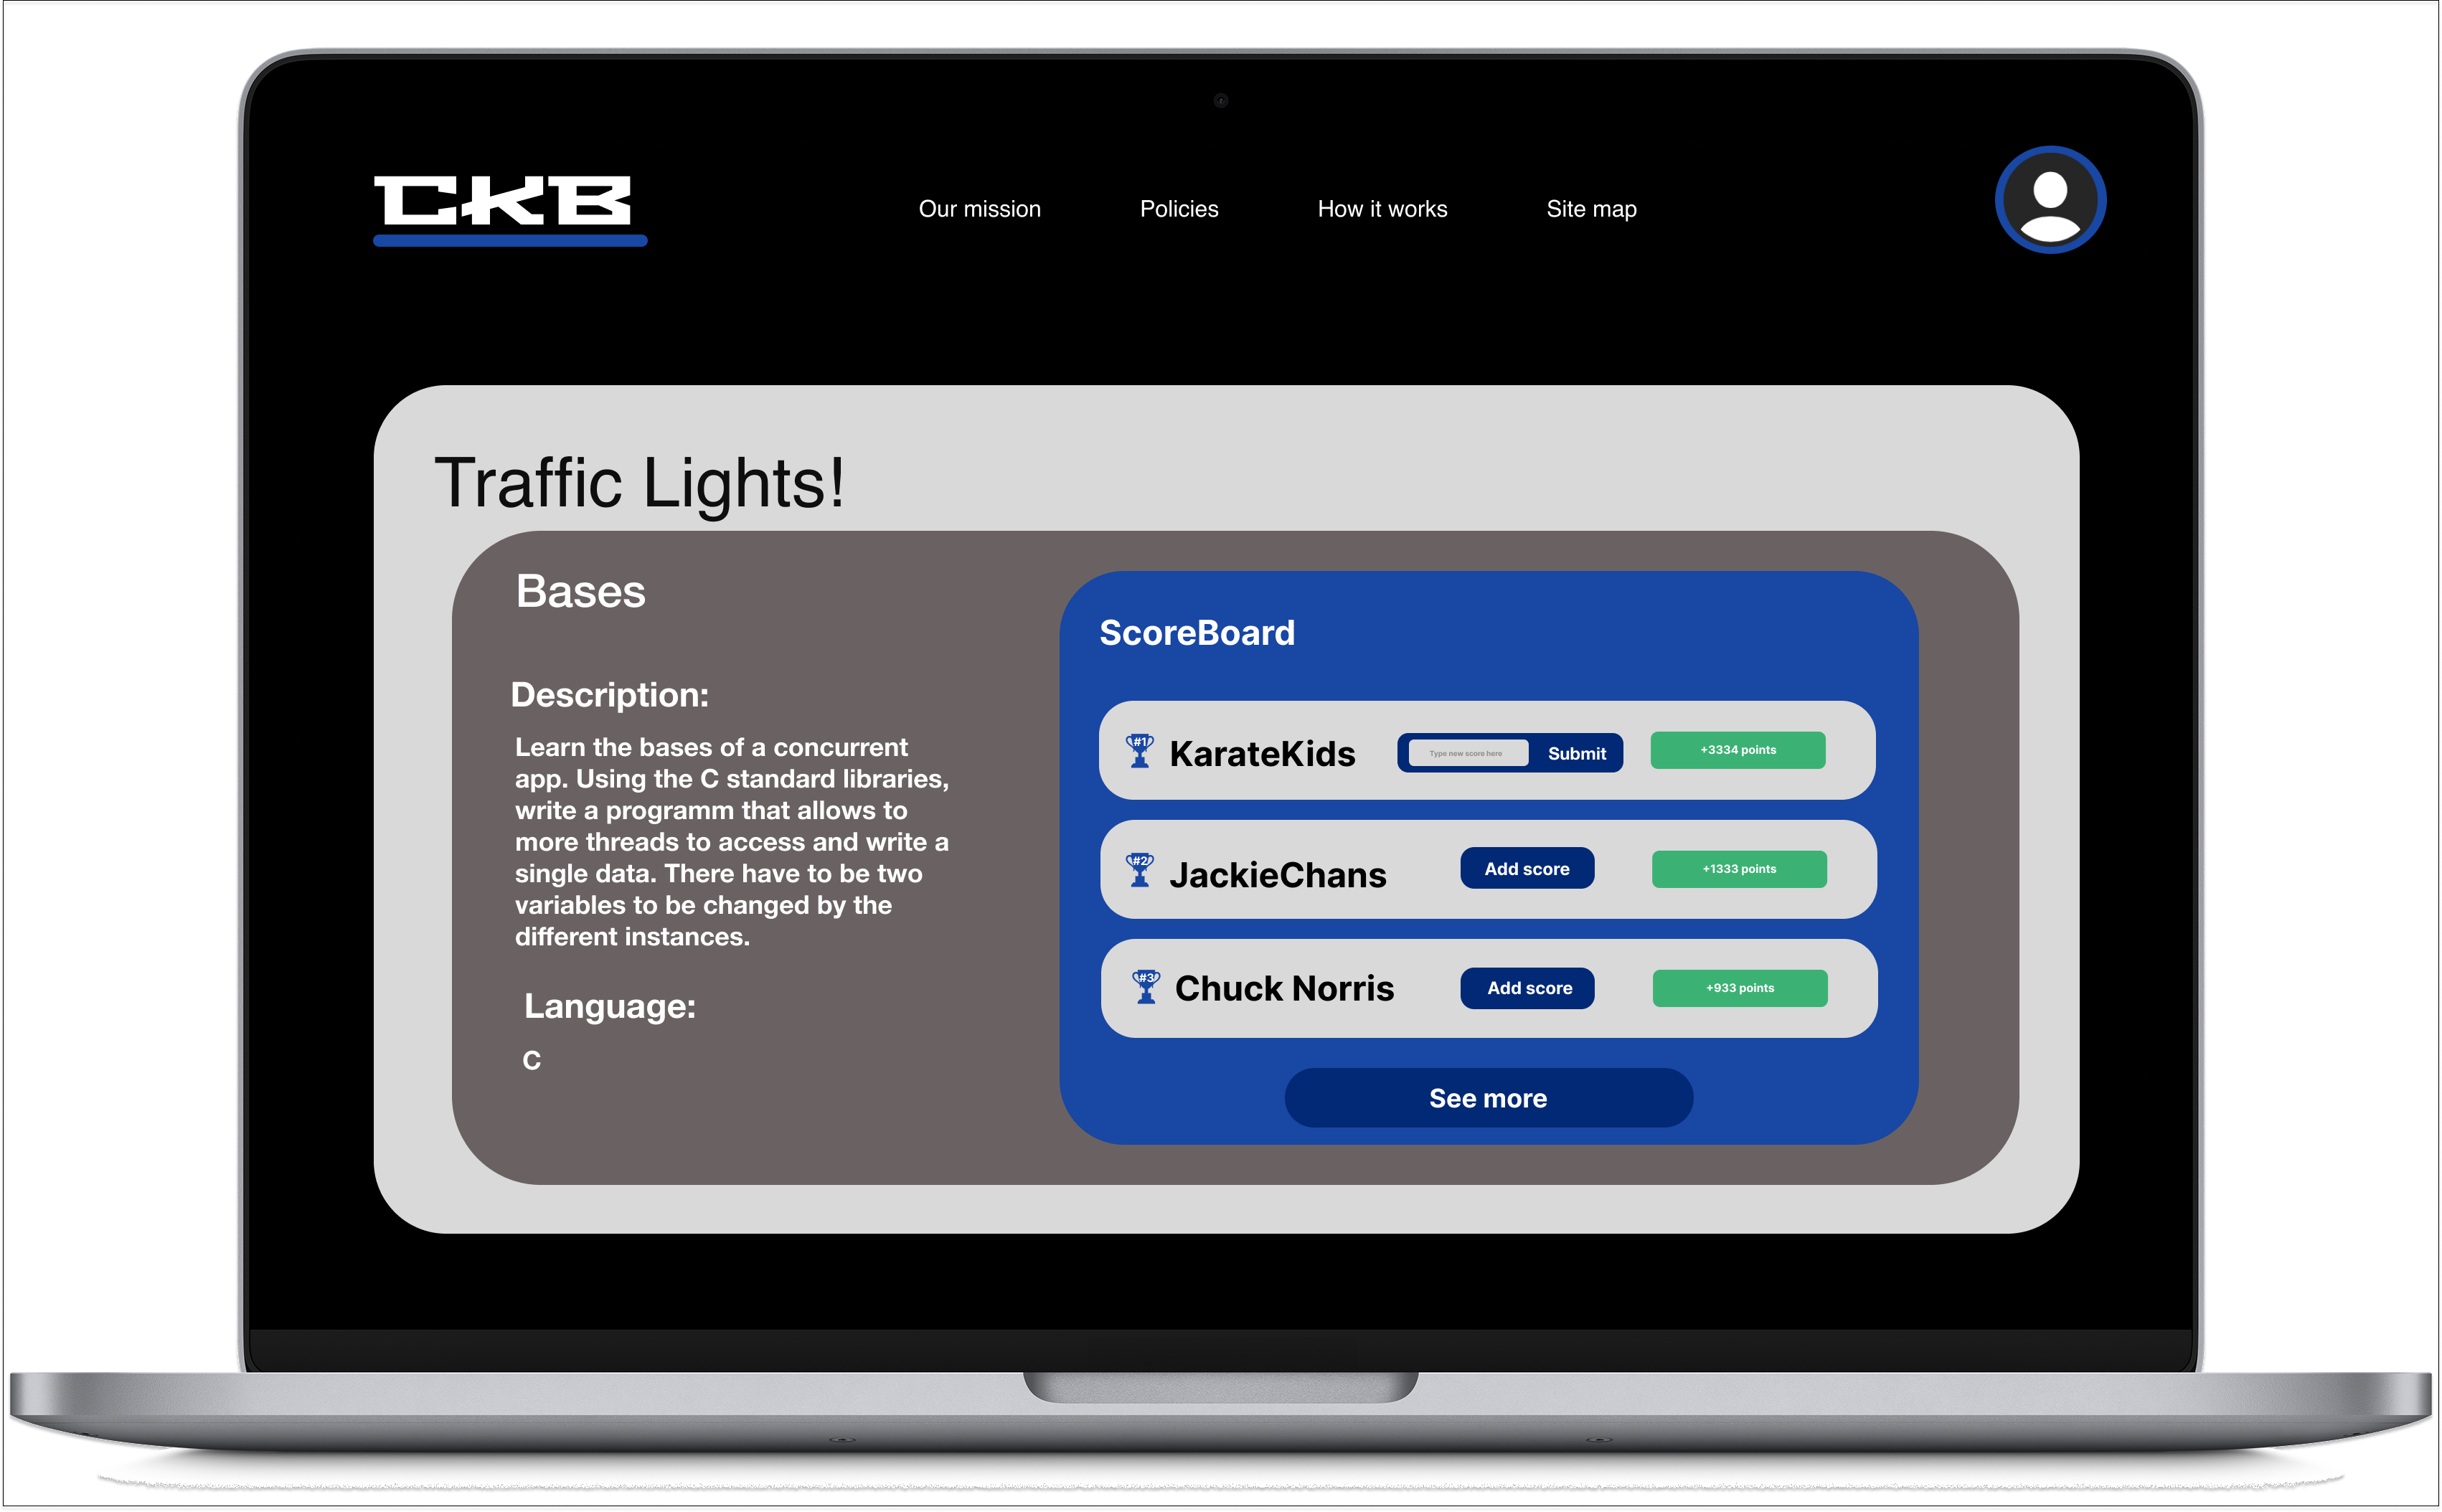 CKB
Our mission
Policies
How it works
Site map
Traffic Lights!
Bases
Description:
Learn the bases of a concurrent
app. Using the C standard libraries,
write a programm that allows to
more threads to access and write a
single data. There have to be two
variables to be changed by the
different instances.
Language:
C
ScoreBoard
#1 KarateKids Type new score here Submit +3334 points
#2 JackieChans Add score +1333 points
#3 Chuck Norris Add score +933 points
See more